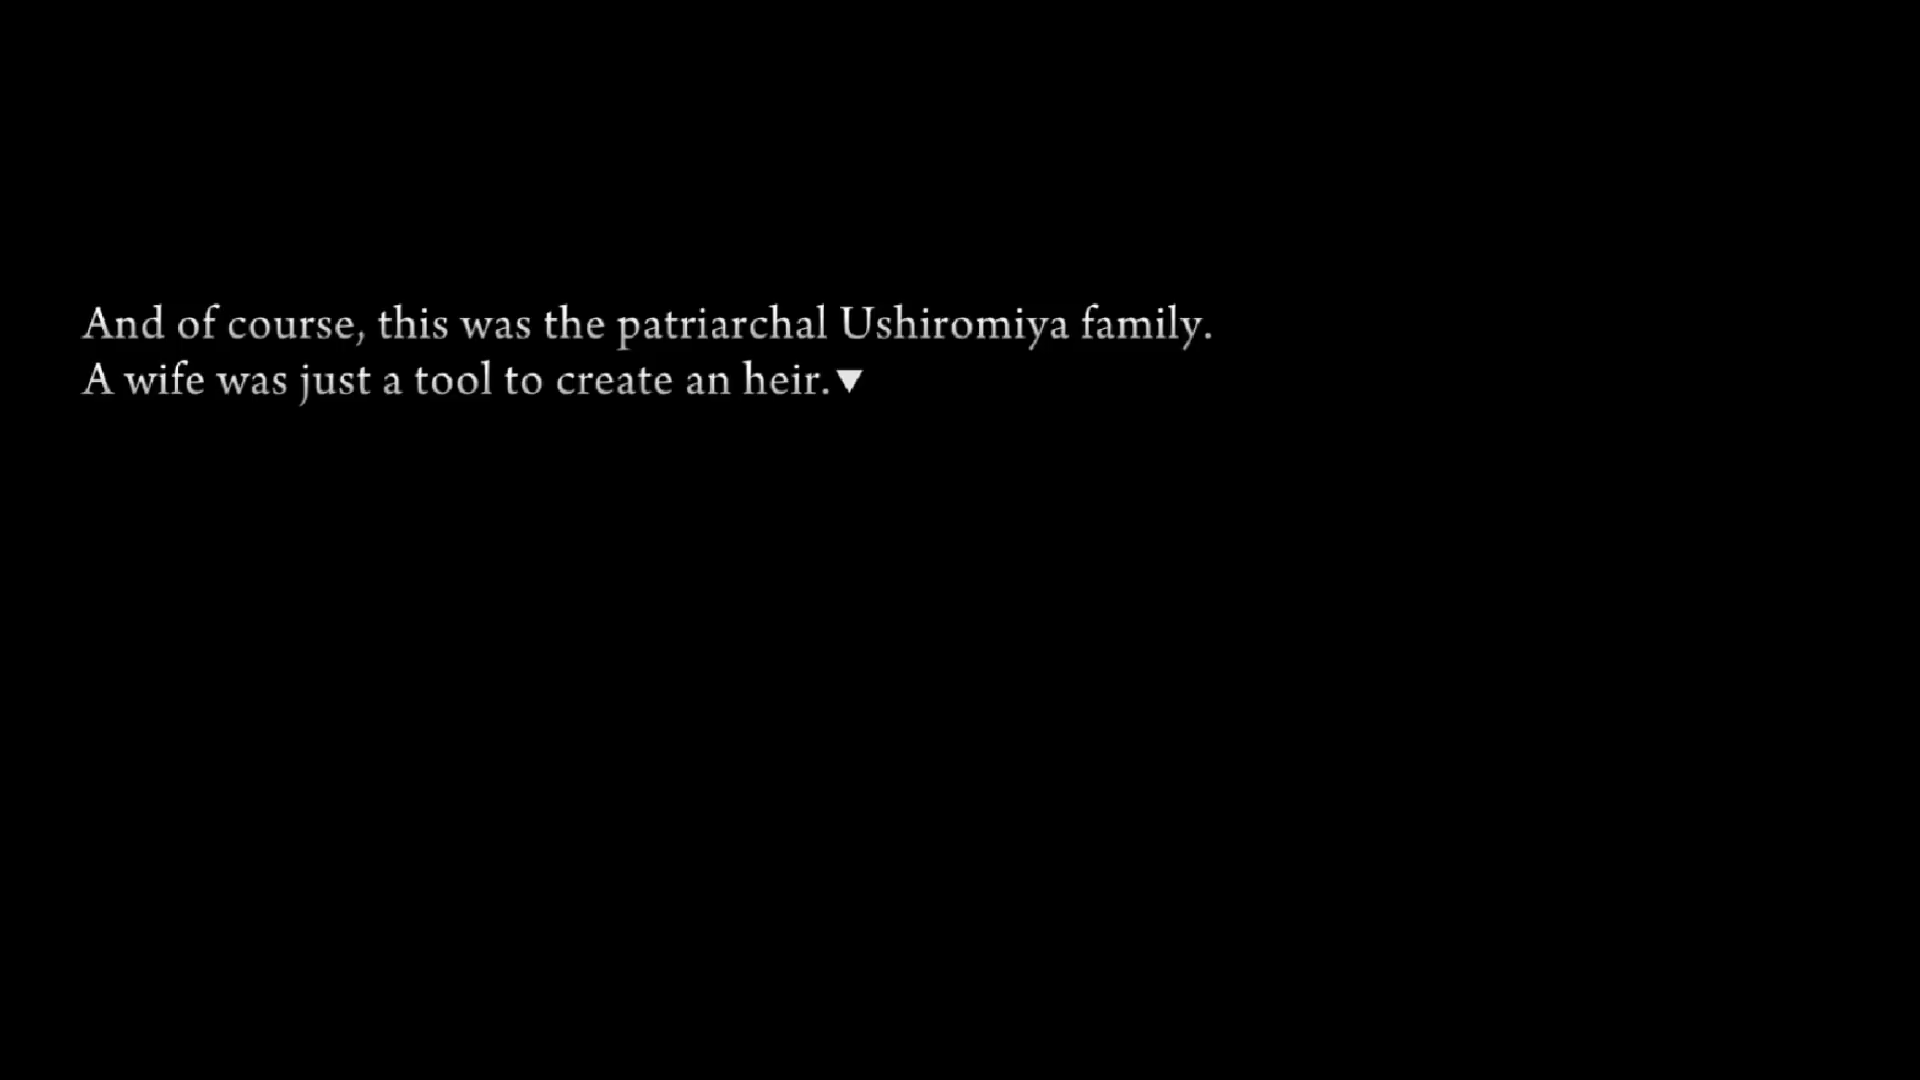 And of course, this was the patriarchal Ushiromiya family.
A wife was just a tool to create an heir.▼